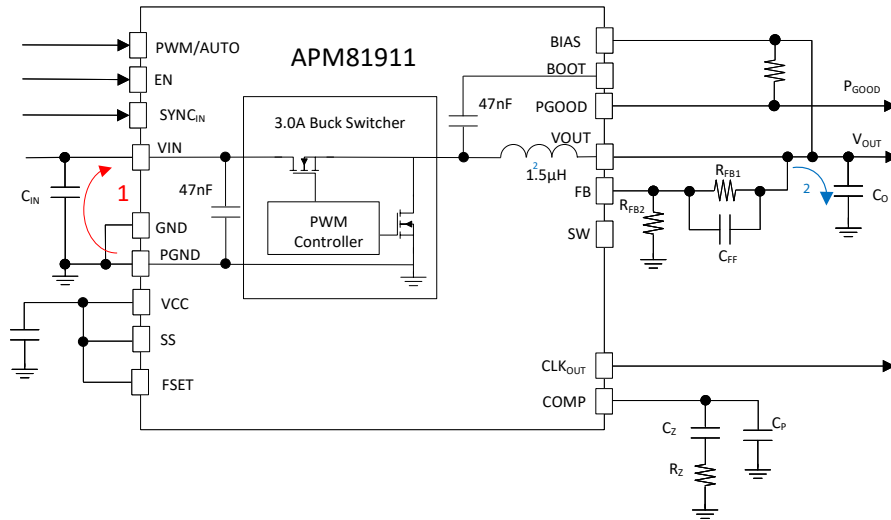 APM81911
PWM/AUTO
EN
SYNCIN
VIN
CIN
1
GND
PGND
VCC
SS
FSET
47nF
3.0A Buck Switcher
PWM
Controller
47nF
1.5µH
2
BIAS
BOOT
PGOOD
VOUT
FB
SW
CLKOUT
COMP
PGOOD
VOUT
RFB1
RFB2
CFF
2
CO
CZ
CP
RZ